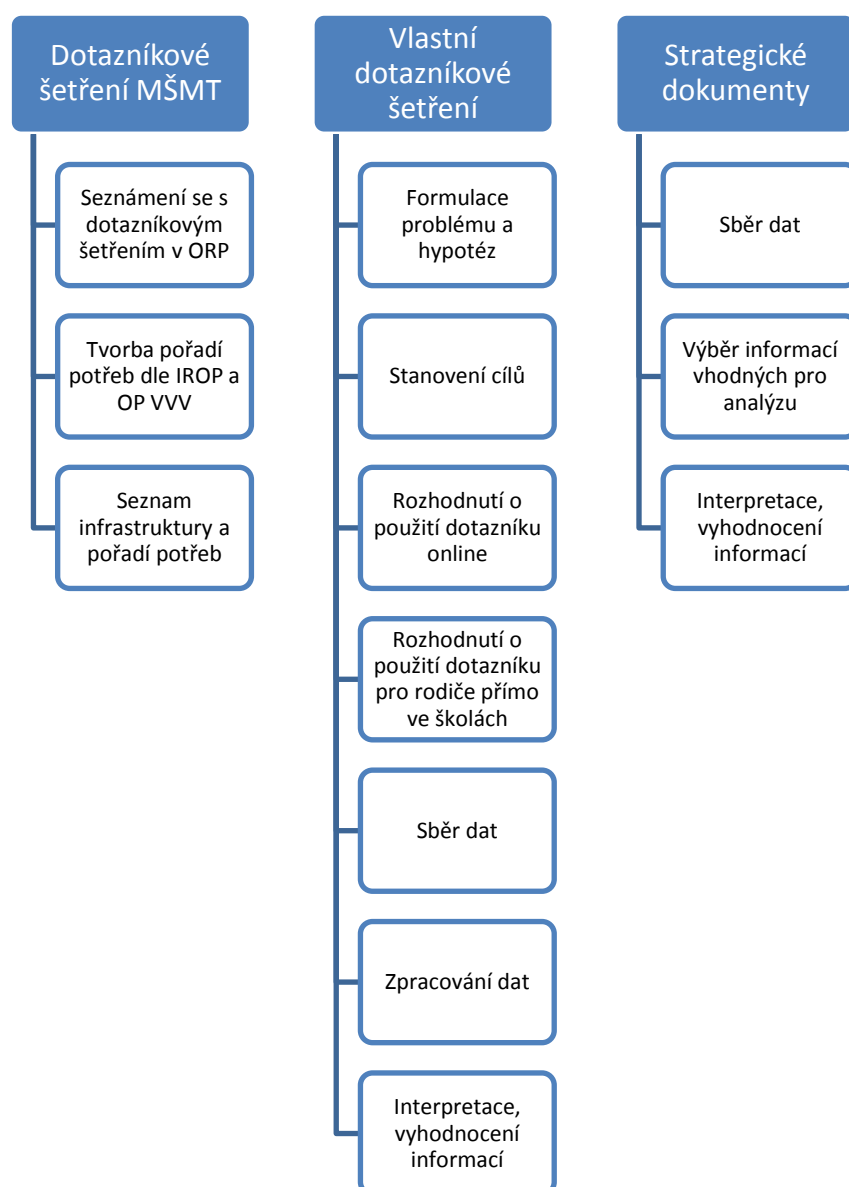 Dotazníkové
šetření MŠMT
Seznámení se s
dotazníkovým
šetřením v ORP
Tvorba pořadí
potřeb dle IROP a
OP VVV
Seznam
infrastruktury a
pořadí potřeb
Vlastní
dotazníkové
šetření
Formulace
problému a
hypotéz
Stanovení cílů
Rozhodnutí o
použití dotazníku
online
Rozhodnutí o
použití dotazníku
pro rodiče přímo
ve školách
Sběr dat
Zpracování dat
Interpretace,
vyhodnocení
informací
Strategické
dokumenty
Sběr dat
Výběr informací
vhodných pro
analýzu
Interpretace,
vyhodnocení
informací